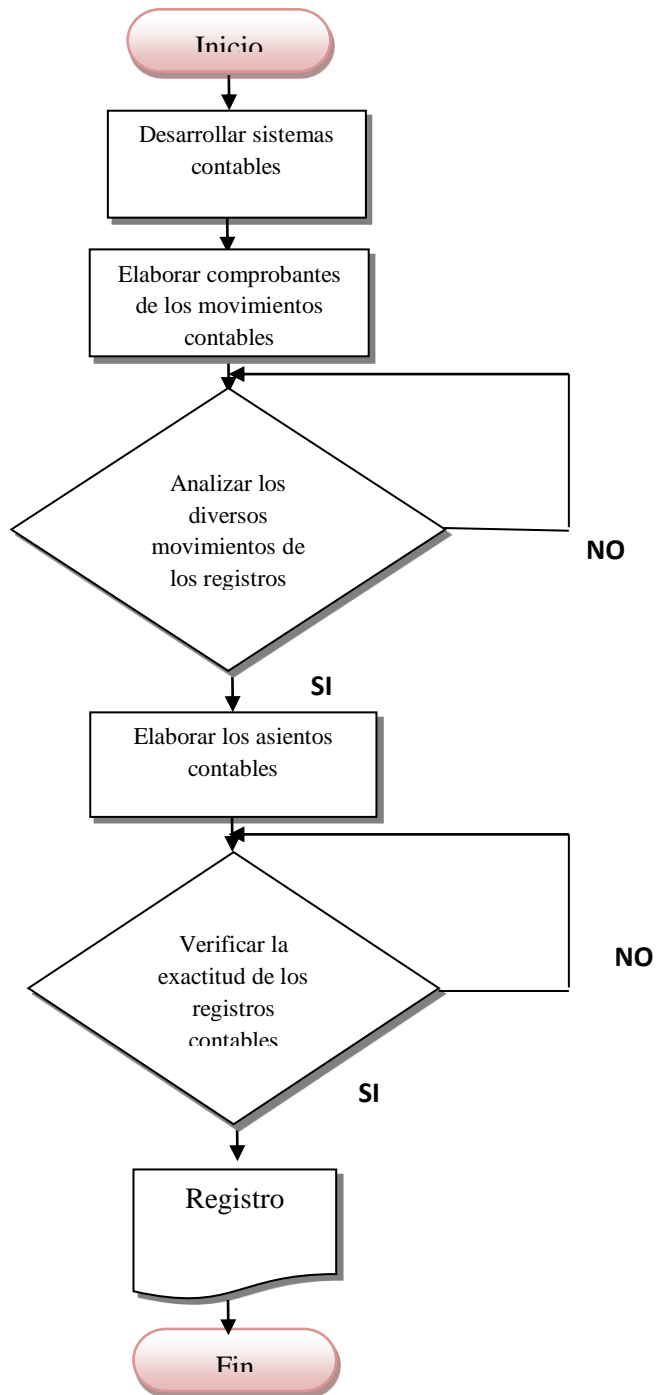 Inicio
Desarrollar sistemas
contables
Elaborar comprobantes
de los movimientos
contables
Analizar los
diversos
movimientos de
los registros
NO
SI
Elaborar los asientos
contables
Verificar la
exactitud de los
registros
contables
NO
SI
Registro
Fin